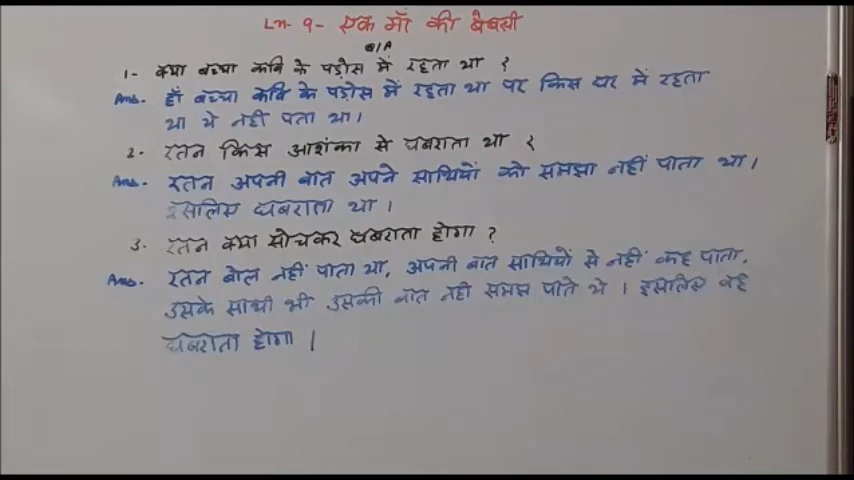 Ln- 9- एक माँ की बेबसी
Q/A
1- क्या बच्चा कवि के पड़ोस में रहता था ?
Ans. हाँ बच्चा कवि के पड़ोस में रहता था पर किस घर में रहता
था ये नहीं पता था।
2. रतन किस आशंका से घबराता था ?
Ans. रतन अपनी बात अपने साथियों को समझा नहीं पाता था।
इसलिए घबराता था।
3. रतन क्या सोचकर घबराता होगा ?
Ans. रतन बोल नहीं पाता था, अपनी बात साथियों से नहीं कह पाता,
उसके साथी भी उसकी बात नही समझ पाते थे । इसलिए वह
घबराता होगा |